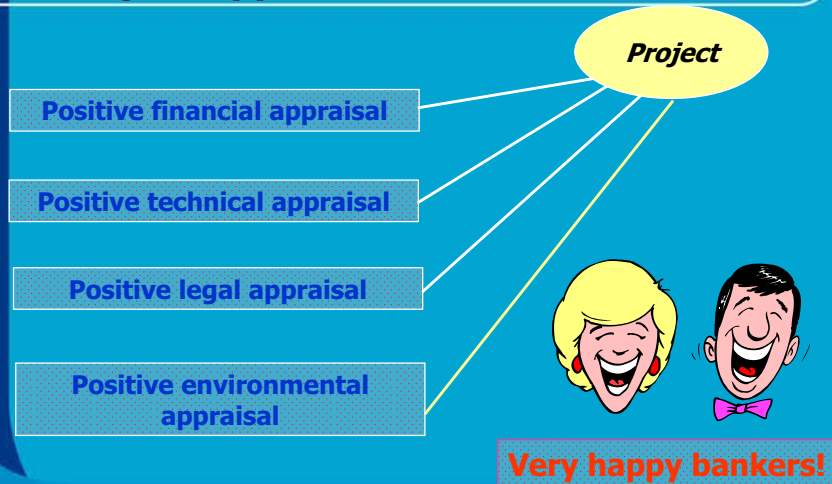 Project
Positive financial appraisal
Positive technical appraisal
Positive legal appraisal
Positive environmental
appraisal
Very happy bankers!